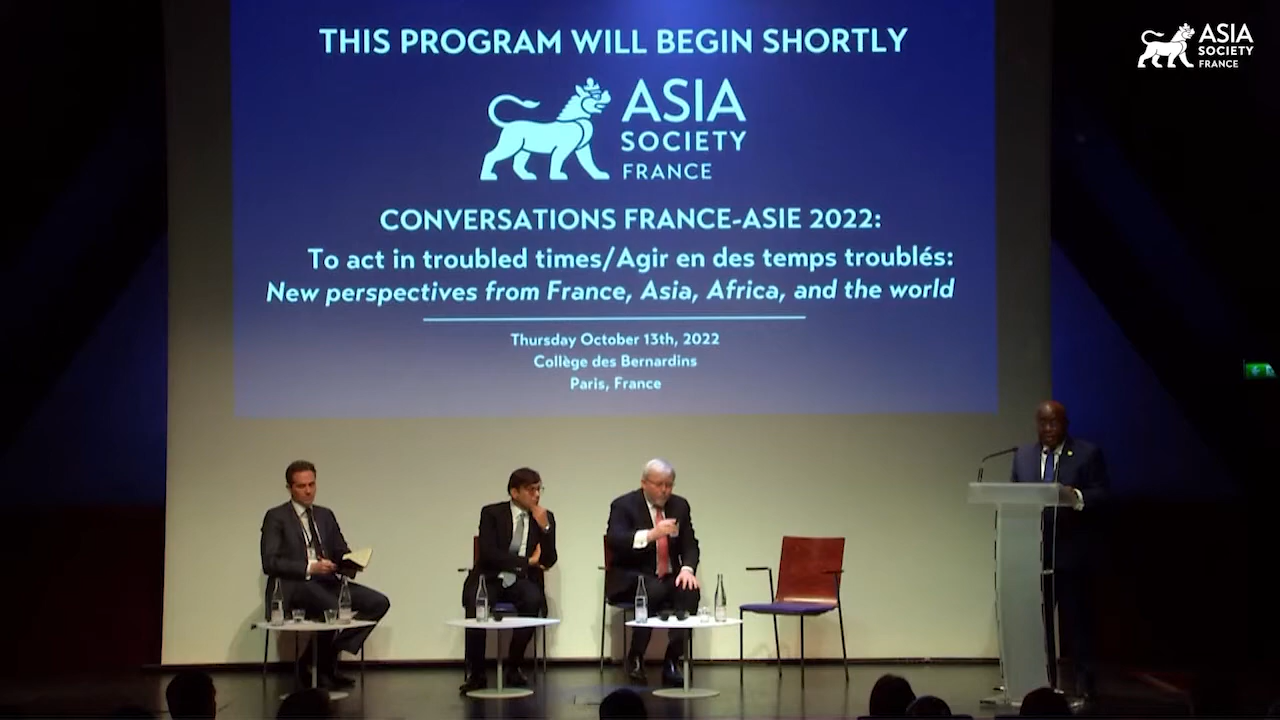 THIS PROGRAM WILL BEGIN SHORTLY
ASIA
SOCIETY
FRANCE
CONVERSATIONS FRANCE-ASIE 2022:
To act in troubled times/Agir en des temps troublés:
New perspectives from France, Asia, Africa, and the world
Thursday October 13th, 2022
Collège des Bernardins
Paris, France
ASIA
SOCIETY
FRANCE